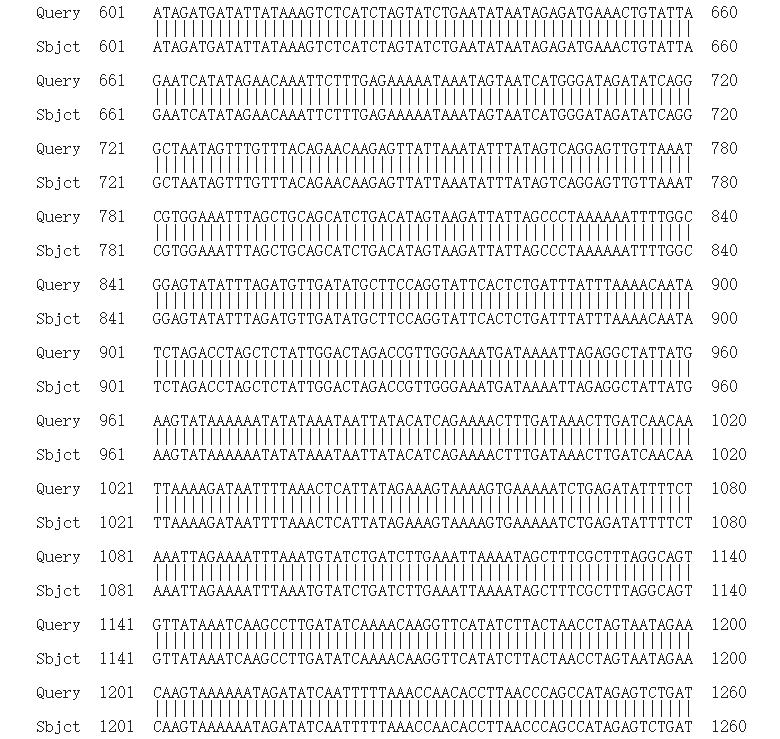 Query 601 ATAGATGATATTATAAAGTCTCATCTAGTATCTGAATATAATAGAGATGAAACTGTATTA 660
||||||||||||||||||||||||||||||||||||||||||||||||||||||||||||
Sbjct 601 ATAGATGATATTATAAAGTCTCATCTAGTATCTGAATATAATAGAGATGAAACTGTATTA 660
Query 661 GAATCATATAGAACAAATTCTTTGAGAAAAATAAATAGTAATCATGGGATAGATATCAGG 720
||||||||||||||||||||||||||||||||||||||||||||||||||||||||||||
Sbjct 661 GAATCATATAGAACAAATTCTTTGAGAAAAATAAATAGTAATCATGGGATAGATATCAGG 720
Query 721 GCTAATAGTTTGTTTACAGAACAAGAGTTATTAAATATTTATAGTCAGGAGTTGTTAAAT 780
||||||||||||||||||||||||||||||||||||||||||||||||||||||||||||
Sbjct 721 GCTAATAGTTTGTTTACAGAACAAGAGTTATTAAATATTTATAGTCAGGAGTTGTTAAAT 780
Query 781 CGTGGAAATTTAGCTGCAGCATCTGACATAGTAAGATTATTAGCCCTAAAAAATTTTGGC 840
||||||||||||||||||||||||||||||||||||||||||||||||||||||||||||
Sbjct 781 CGTGGAAATTTAGCTGCAGCATCTGACATAGTAAGATTATTAGCCCTAAAAAATTTTGGC 840
Query 841 GGAGTATATTTAGATGTTGATATGCTTCCAGGTATTCACTCTGATTTATTTAAAACAATA 900
||||||||||||||||||||||||||||||||||||||||||||||||||||||||||||
Sbjct 841 GGAGTATATTTAGATGTTGATATGCTTCCAGGTATTCACTCTGATTTATTTAAAACAATA 900
Query 901 TCTAGACCTAGCTCTATTGGACTAGACCGTTGGGAAATGATAAAATTAGAGGCTATTATG 960
||||||||||||||||||||||||||||||||||||||||||||||||||||||||||||
Sbjct 901 TCTAGACCTAGCTCTATTGGACTAGACCGTTGGGAAATGATAAAATTAGAGGCTATTATG 960
Query 961 AAGTATAAAAAATATATAAATAATTATACATCAGAAAACTTTGATAAACTTGATCAACAA 1020
||||||||||||||||||||||||||||||||||||||||||||||||||||||||||||
Sbjct 961 AAGTATAAAAAATATATAAATAATTATACATCAGAAAACTTTGATAAACTTGATCAACAA 1020
Query 1021 TTAAAAGATAATTTTAAACTCATTATAGAAAGTAAAAGTGAAAAATCTGAGATATTTTCT 1080
||||||||||||||||||||||||||||||||||||||||||||||||||||||||||||
Sbjct 1021 TTAAAAGATAATTTTAAACTCATTATAGAAAGTAAAAGTGAAAAATCTGAGATATTTTCT 1080
Query 1081 AAATTAGAAAATTTAAATGTATCTGATCTTGAAATTAAAATAGCTTTCGCTTTAGGCAGT 1140
||||||||||||||||||||||||||||||||||||||||||||||||||||||||||||
Sbjct 1081 AAATTAGAAAATTTAAATGTATCTGATCTTGAAATTAAAATAGCTTTCGCTTTAGGCAGT 1140
Query 1141 GTTATAAATCAAGCCTTGATATCAAAACAAGGTTCATATCTTACTAACCTAGTAATAGAA 1200
||||||||||||||||||||||||||||||||||||||||||||||||||||||||||||
Sbjct 1141 GTTATAAATCAAGCCTTGATATCAAAACAAGGTTCATATCTTACTAACCTAGTAATAGAA 1200
Query 1201 CAAGTAAAAAATAGATATCAATTTTTAAACCAACACCTTAACCCAGCCATAGAGTCTGAT 1260
||||||||||||||||||||||||||||||||||||||||||||||||||||||||||||
Sbjct 1201 CAAGTAAAAAATAGATATCAATTTTTAAACCAACACCTTAACCCAGCCATAGAGTCTGAT 1260